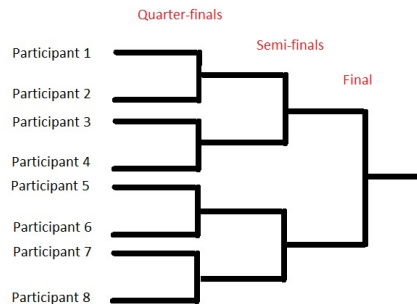 Quarter-finals
Semi-finals
Final
Participant 1
Participant 2
Participant 3
Participant 4
Participant 5
Participant 6
Participant 7
Participant 8